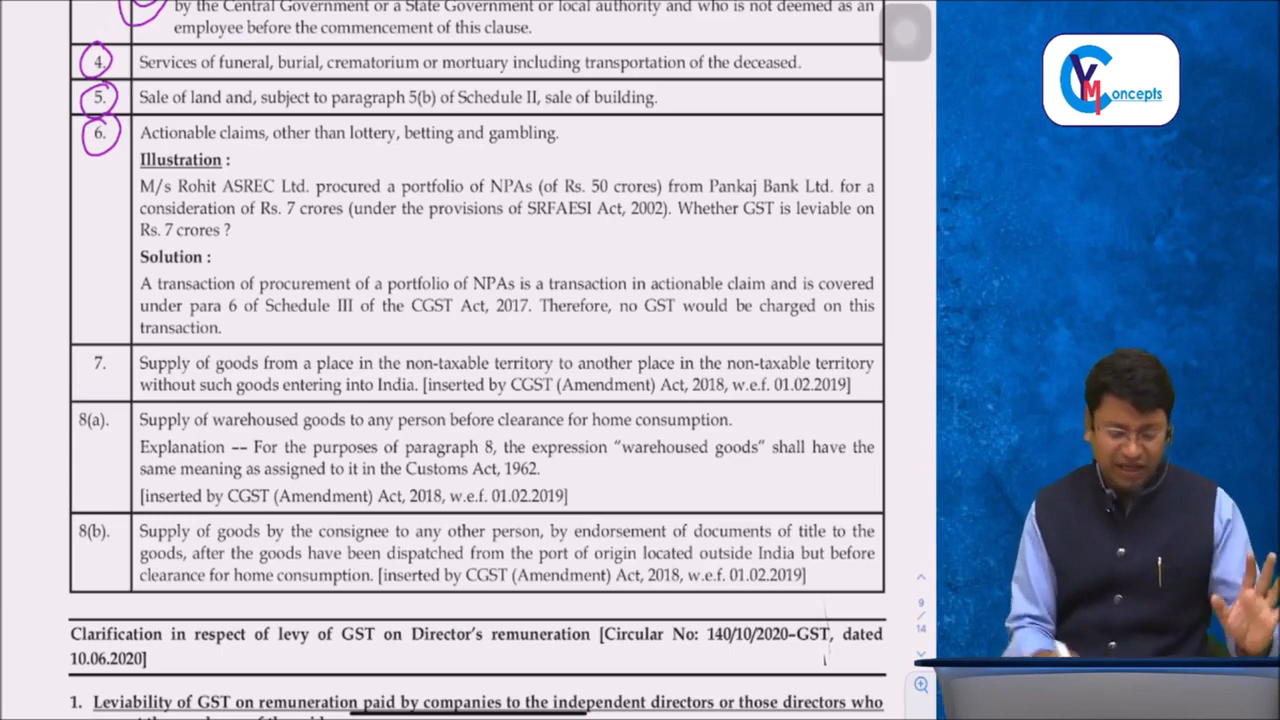 by the Central Government or a State Government or local authority and who is not deemed as an
employee before the commencement of this clause.
4. Services of funeral, burial, crematorium or mortuary including transportation of the deceased.
5. Sale of land and, subject to paragraph 5(b) of Schedule II, sale of building.
6. Actionable claims, other than lottery, betting and gambling.
Illustration :
M/s Rohit ASREC Ltd. procured a portfolio of NPAs (of Rs. 50 crores) from Pankaj Bank Ltd. for a
consideration of Rs. 7 crores (under the provisions of SRFAESI Act, 2002). Whether GST is leviable on
Rs. 7 crores ?
Solution :
A transaction of procurement of a portfolio of NPAs is a transaction in actionable claim and is covered
under para 6 of Schedule III of the CGST Act, 2017. Therefore, no GST would be charged on this
transaction.
7. Supply of goods from a place in the non-taxable territory to another place in the non-taxable territory
without such goods entering into India. [inserted by CGST (Amendment) Act, 2018, w.e.f. 01.02.2019]
8(a). Supply of warehoused goods to any person before clearance for home consumption.
Explanation -- For the purposes of paragraph 8, the expression “warehoused goods” shall have the
same meaning as assigned to it in the Customs Act, 1962.
[inserted by CGST (Amendment) Act, 2018, w.e.f. 01.02.2019]
8(b). Supply of goods by the consignee to any other person, by endorsement of documents of title to the
goods, after the goods have been dispatched from the port of origin located outside India but before
clearance for home consumption. [inserted by CGST (Amendment) Act, 2018, w.e.f. 01.02.2019]
Clarification in respect of levy of GST on Director’s remuneration [Circular No: 140/10/2020–GST, dated
10.06.2020]
1. Leviability of GST on remuneration paid by companies to the independent directors or those directors who
9
/
14
CYM
oncepts